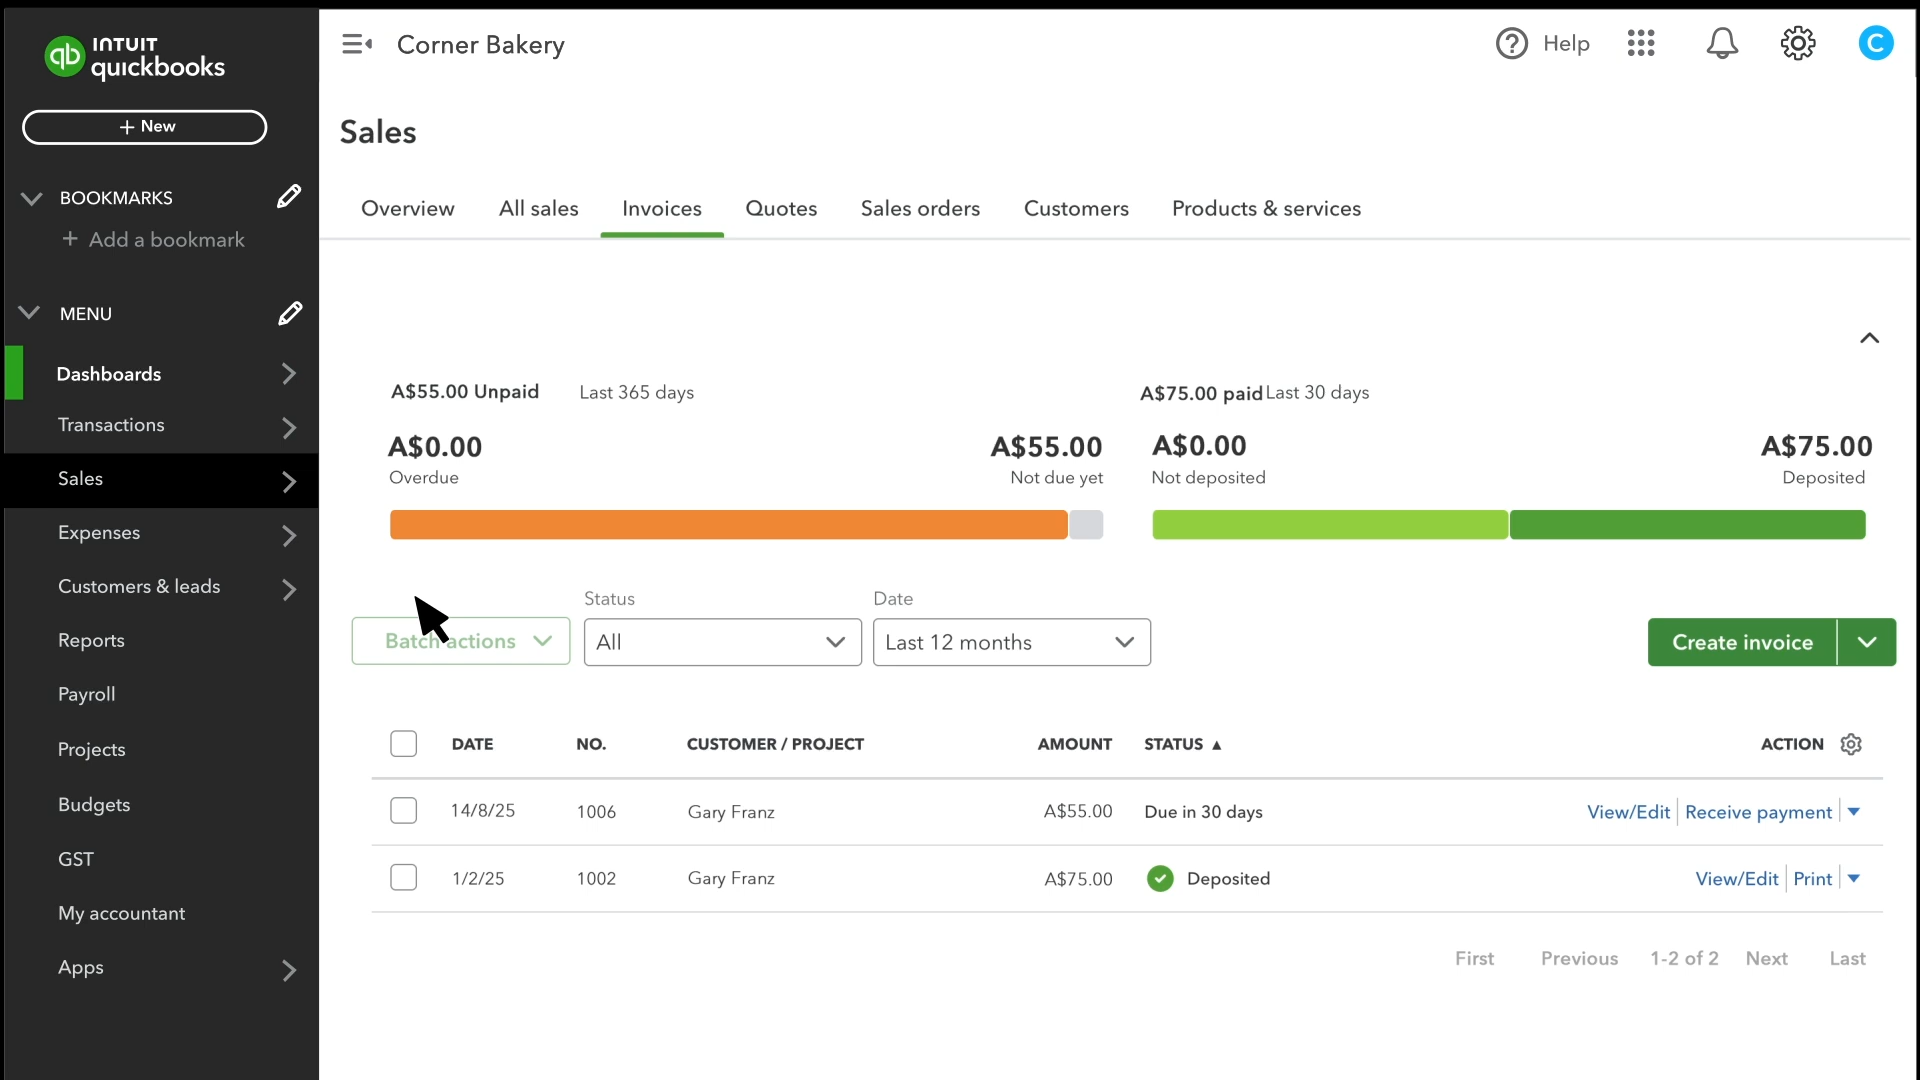 INTUIT
quickbooks
+ New
BOOKMARKS
+ Add a bookmark
MENU
Dashboards
Transactions
Sales
Expenses
Customers & leads
Reports
Payroll
Projects
Budgets
GST
My accountant
Apps
Corner Bakery
Help
C
Sales
Overview All sales Invoices Quotes Sales orders Customers Products & services
A$55.00 Unpaid Last 365 days
A$0.00 A$55.00
Overdue Not due yet
A$75.00 paid Last 30 days
A$0.00 A$75.00
Not deposited Deposited
Status Date
Batch actions All Last 12 months Create invoice
DATE NO. CUSTOMER / PROJECT AMOUNT STATUS ▲ ACTION
14/8/25 1006 Gary Franz A$55.00 Due in 30 days View/Edit Receive payment
1/2/25 1002 Gary Franz A$75.00 Deposited View/Edit Print
First Previous 1-2 of 2 Next Last